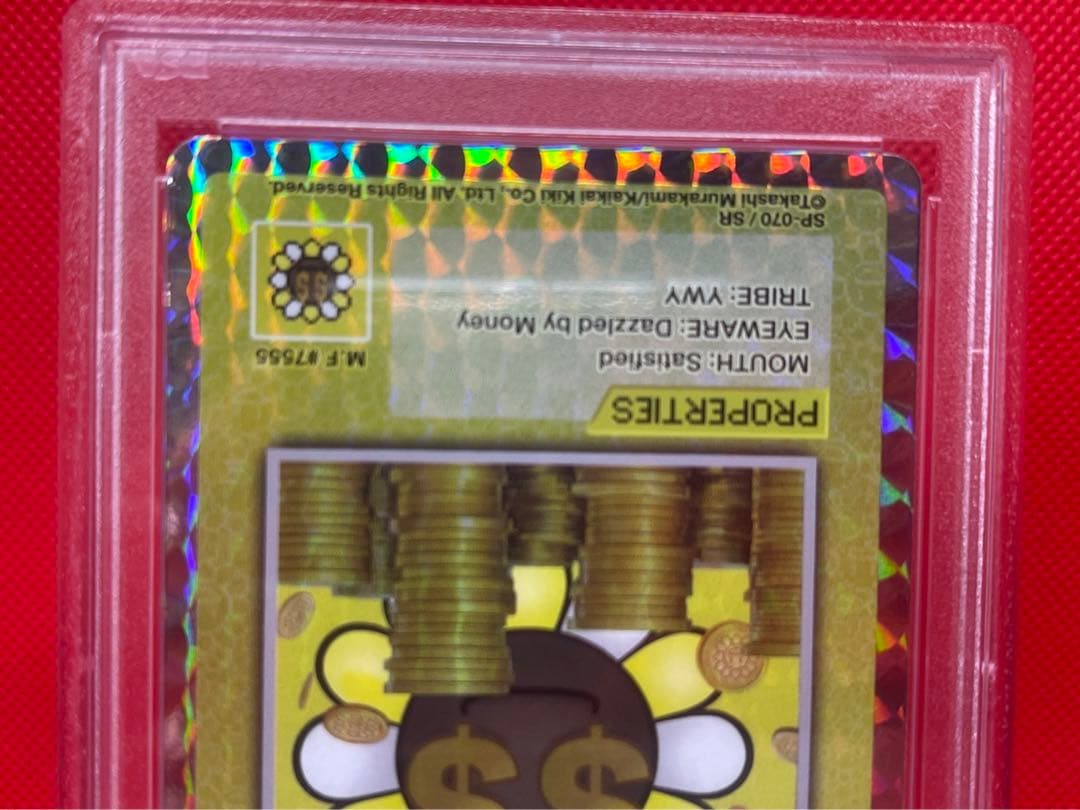 PROPERTIES
MOUTH: Satisfied
EYEWARE: Dazzled by Money
TRIBE: YWY
M.F #7555
SP-070 / SR
©Takashi Murakami/Kaikai Kiki Co., Ltd. All Rights Reserved.
$$
$$